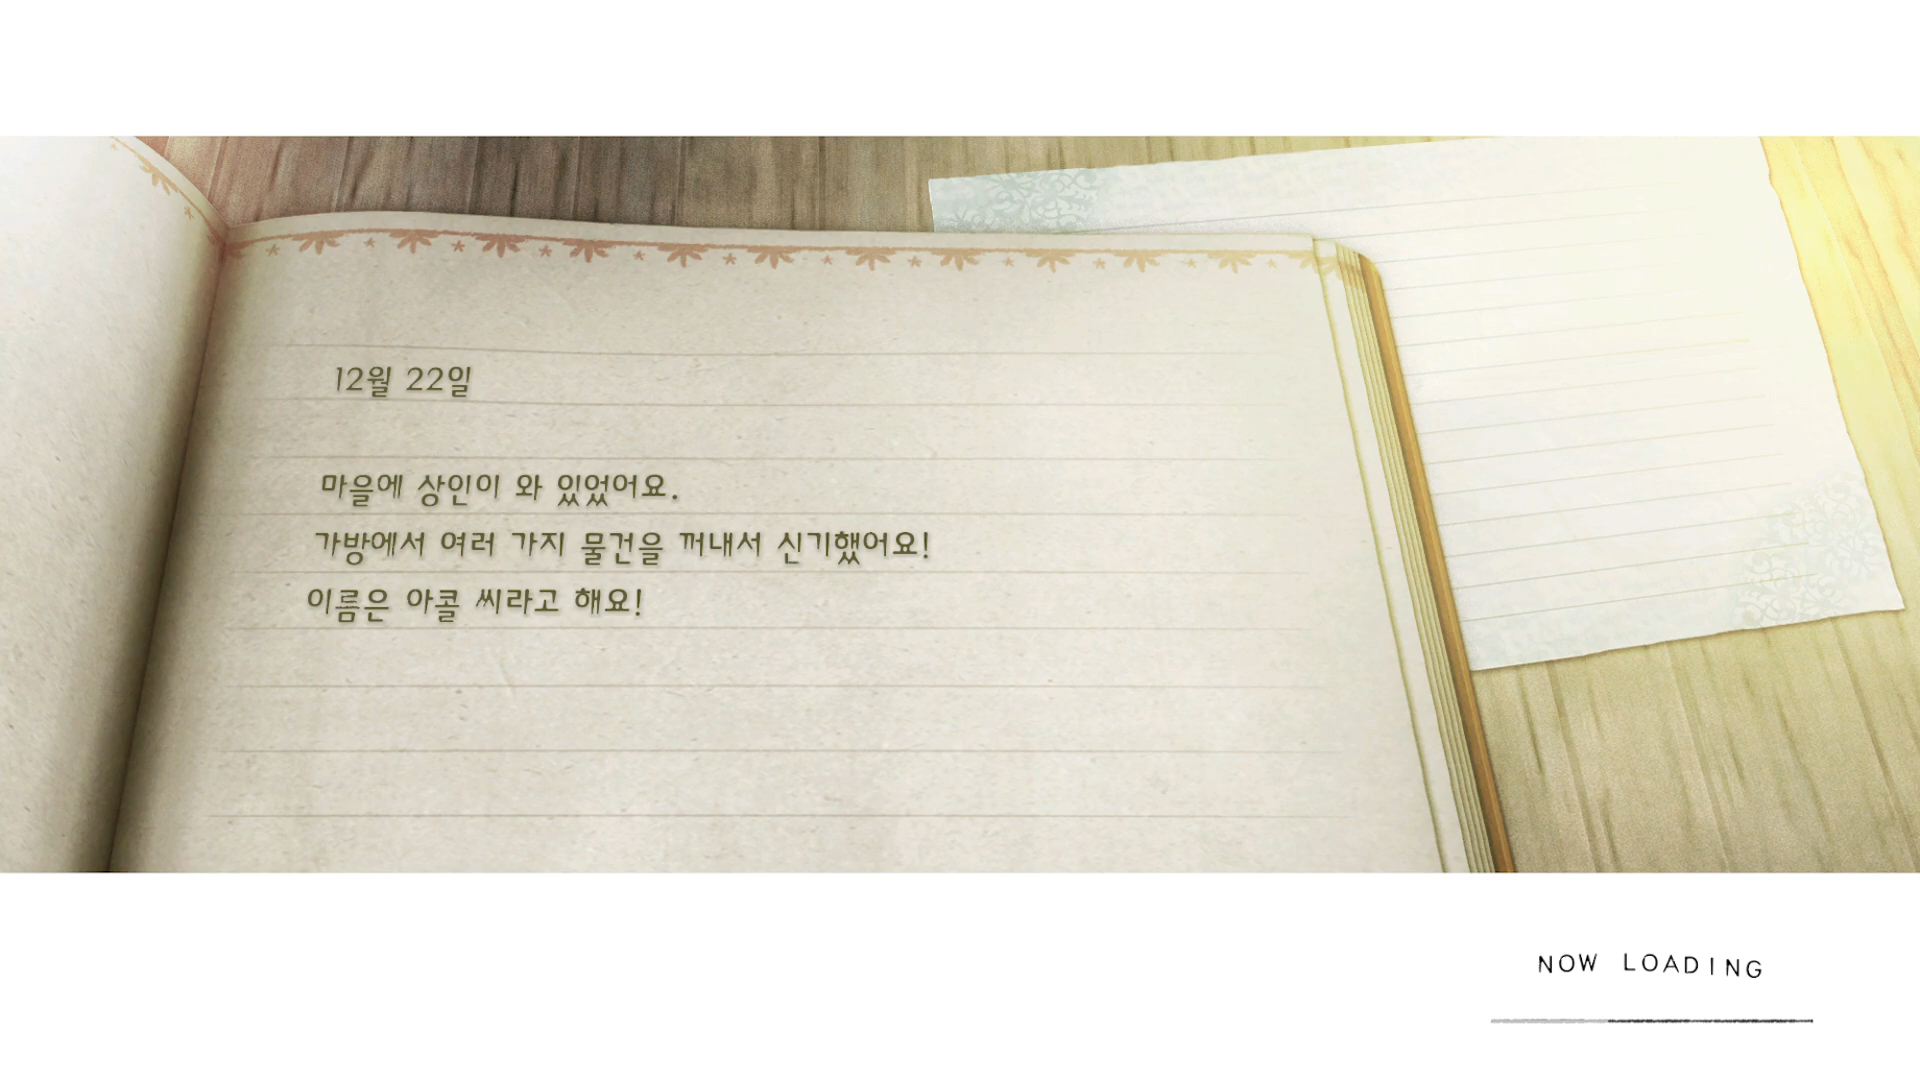 12월 22일
마을에 상인이 와 있었어요.
가방에서 여러 가지 물건을 꺼내서 신기했어요!
이름은 아콜 씨라고 해요!
NOW LOADING